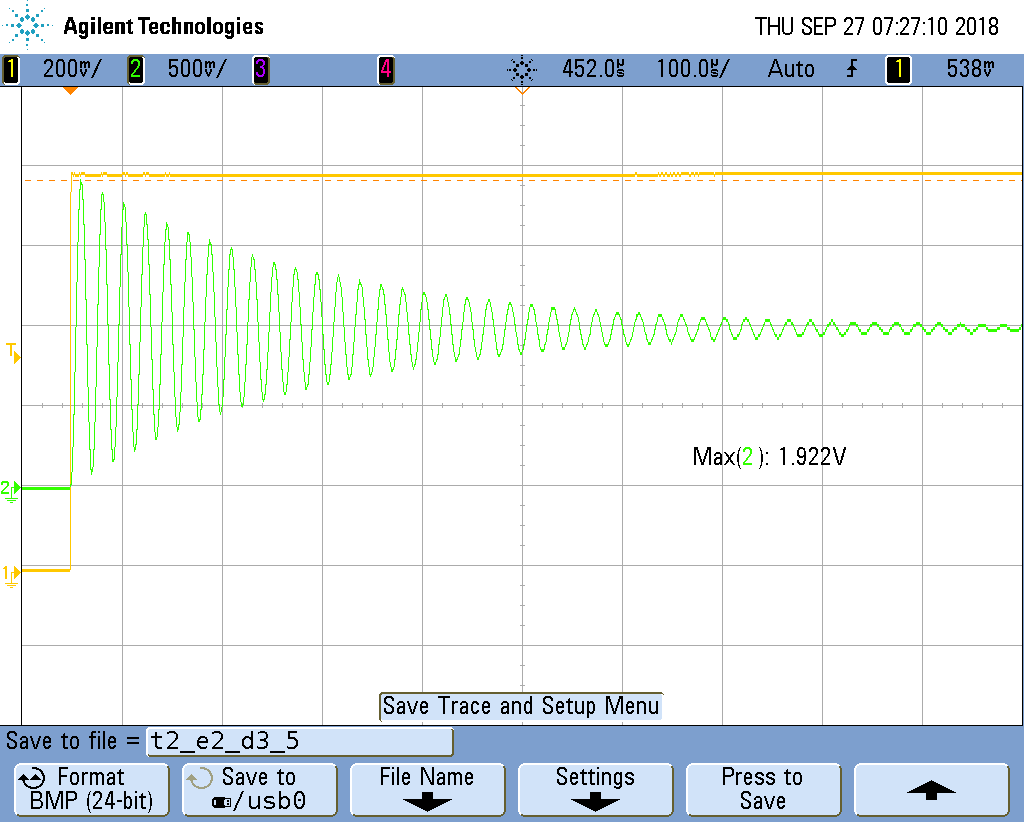 Agilent Technologies THU SEP 27 07:27:10 2018
1 200mV/ 2 500mV/ 3 4 452.0us 100.0us/ Auto 1 538mV
T
2
Max(2): 1.922V
1
Save Trace and Setup Menu
Save to file = t2_e2_d3_5
Format Save to File Name Settings Press to
BMP (24-bit) /usb0 Save